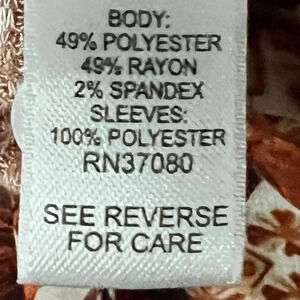 BODY:
49% POLYESTER
49% RAYON
2% SPANDEX
SLEEVES:
100% POLYESTER
RN37080
SEE REVERSE
FOR CARE